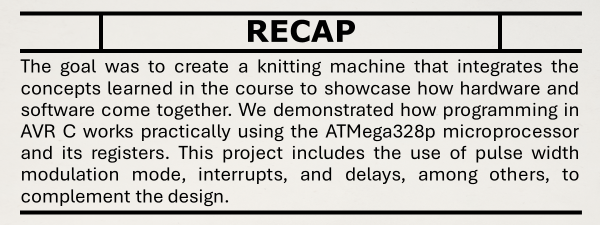 RECAP
The goal was to create a knitting machine that integrates the
concepts learned in the course to showcase how hardware and
software come together. We demonstrated how programming in
AVR C works practically using the ATMega328p microprocessor
and its registers. This project includes the use of pulse width
modulation mode, interrupts, and delays, among others, to
complement the design.